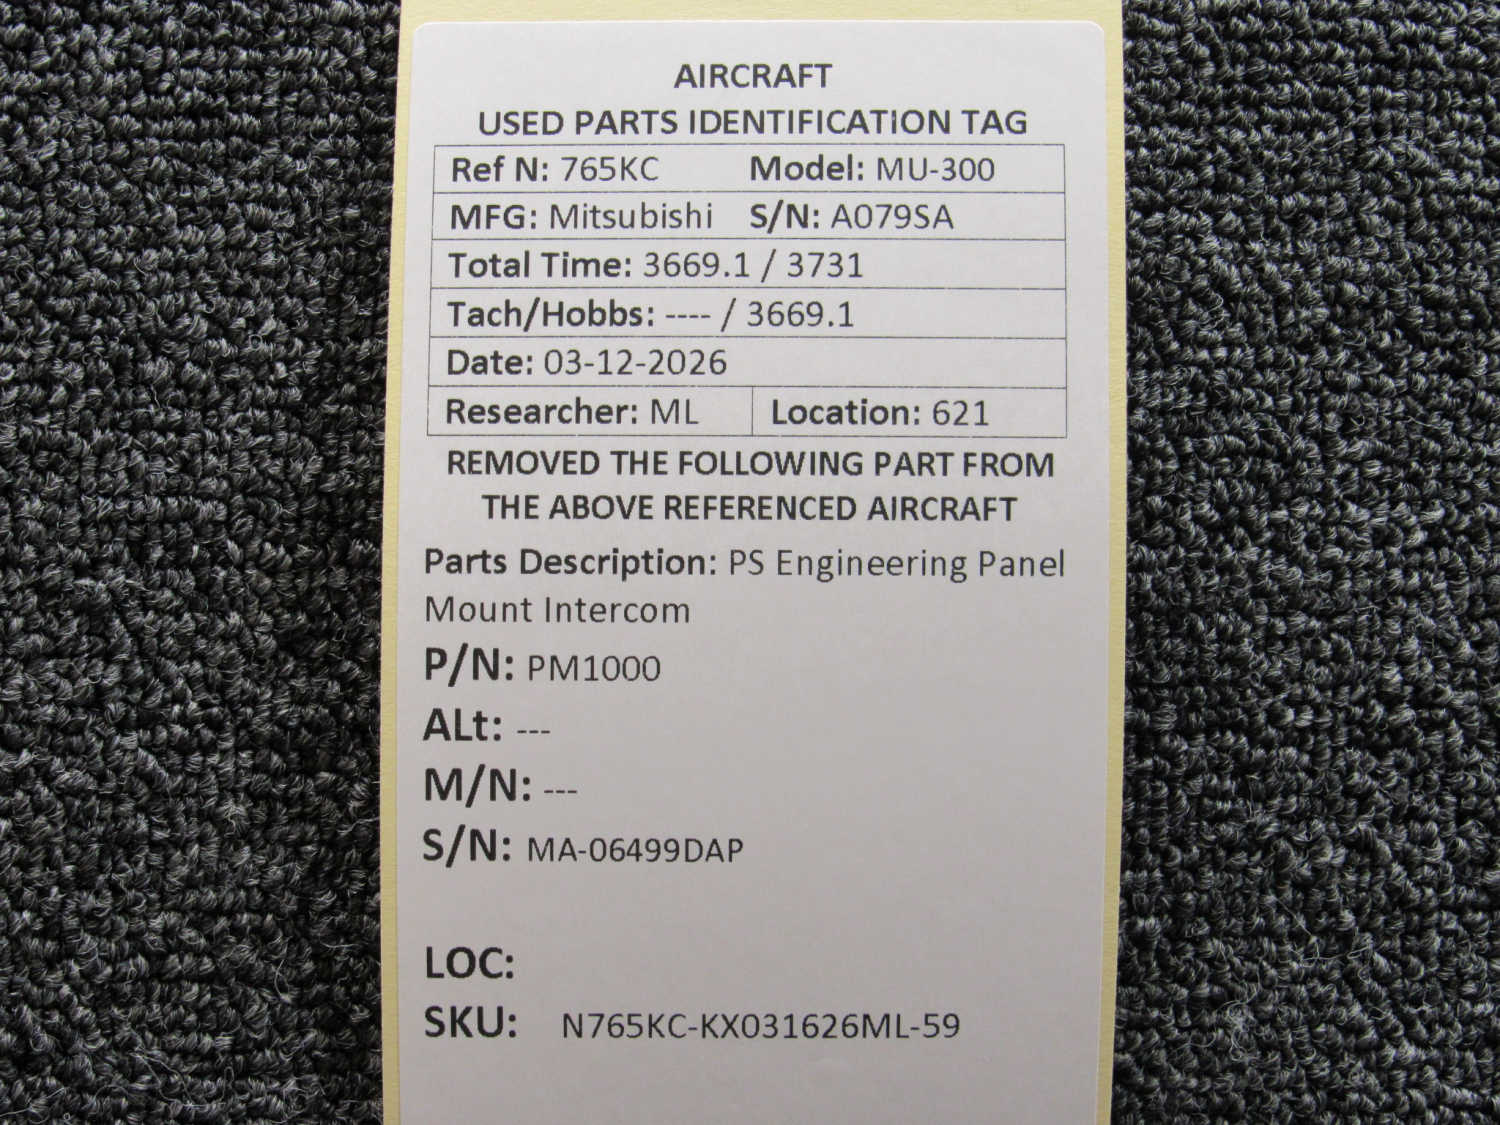 AIRCRAFT
USED PARTS IDENTIFICATION TAG
Ref N: 765KC Model: MU-300
MFG: Mitsubishi S/N: A079SA
Total Time: 3669.1 / 3731
Tach/Hobbs: ---- / 3669.1
Date: 03-12-2026
Researcher: ML Location: 621
REMOVED THE FOLLOWING PART FROM
THE ABOVE REFERENCED AIRCRAFT
Parts Description: PS Engineering Panel
Mount Intercom
P/N: PM1000
ALt: ---
M/N: ---
S/N: MA-06499DAP
LOC:
SKU: N765KC-KX031626ML-59